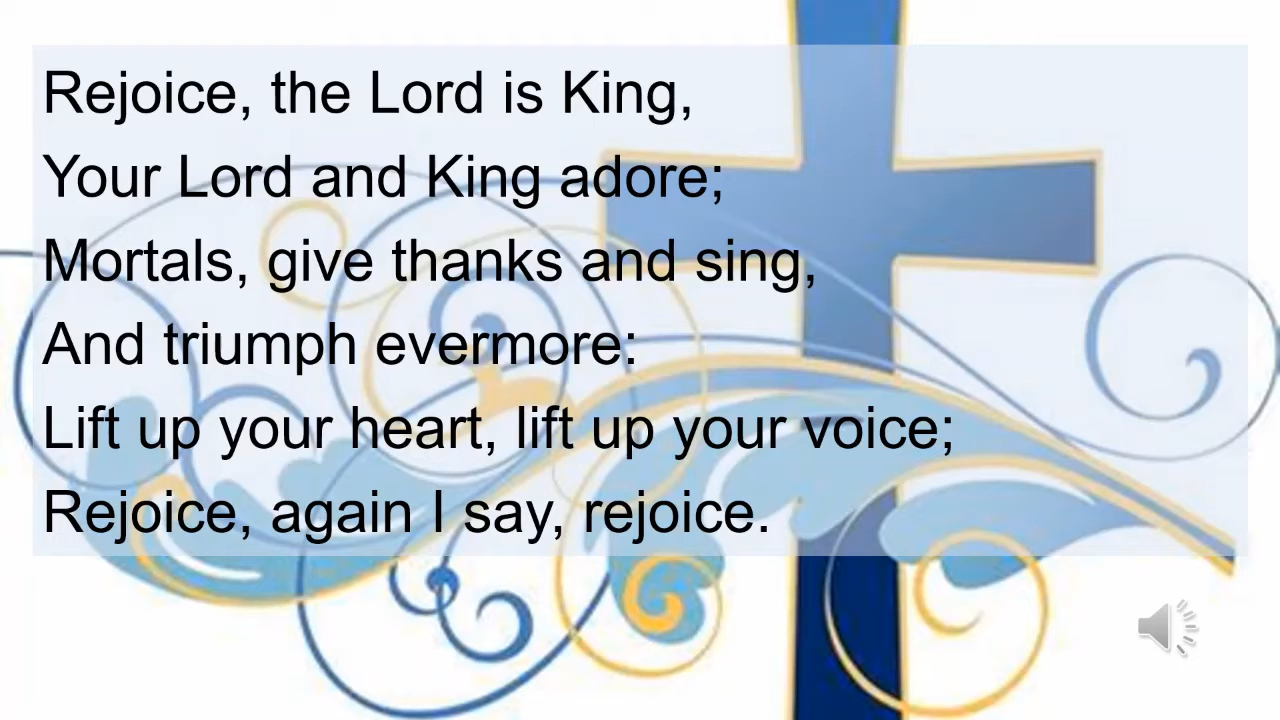 Rejoice, the Lord is King,
Your Lord and King adore;
Mortals, give thanks and sing,
And triumph evermore:
Lift up your heart, lift up your voice;
Rejoice, again I say, rejoice.